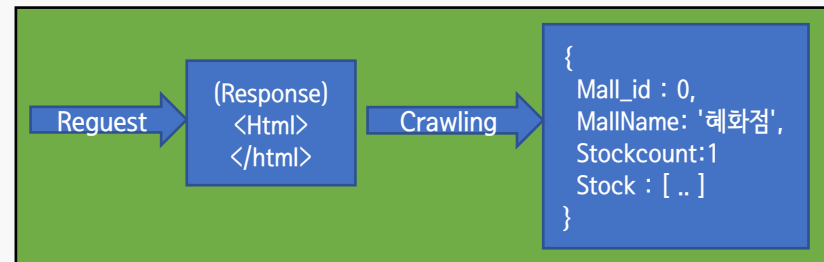 Reguest
(Response)
<Html>
</html>
Crawling
{
Mall_id : 0,
MallName: '혜화점',
Stockcount:1
Stock : [ .. ]
}